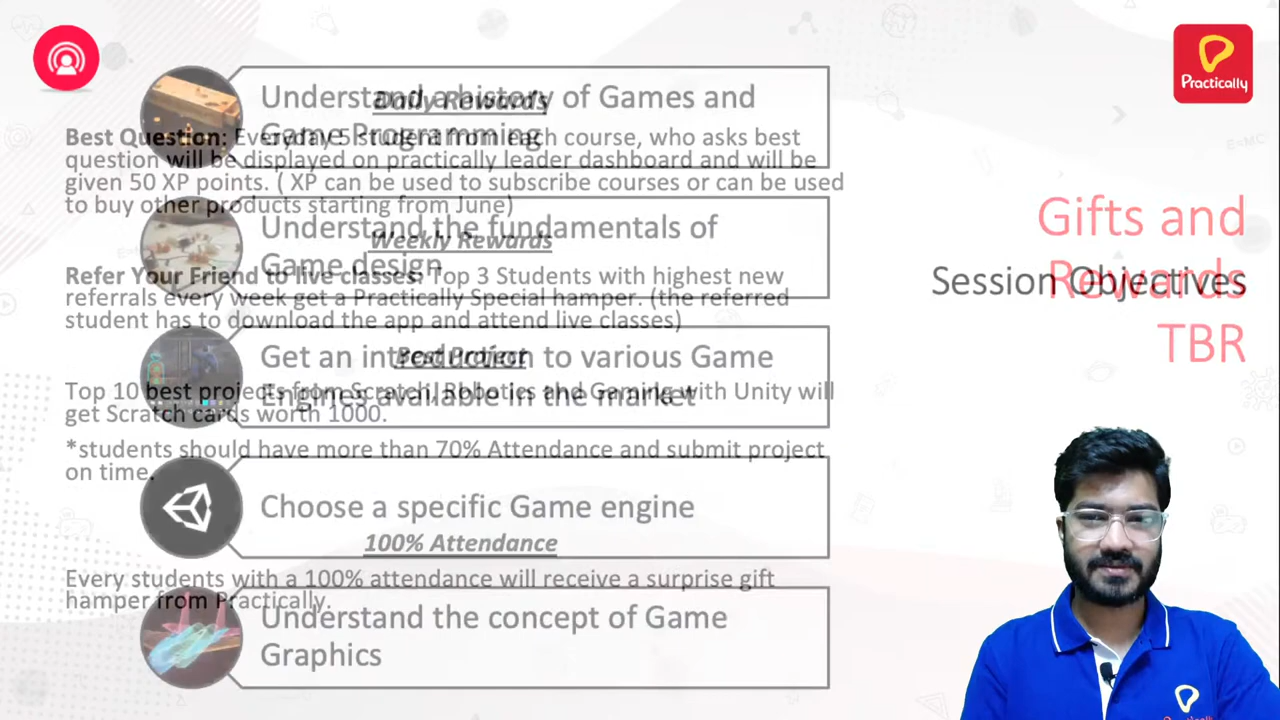 Practically
Understand a history of Games and
Game Programming
Understand the fundamentals of
Game design
Get an introduction to various Game
Engines available in the market
Choose a specific Game engine
Understand the concept of Game
Graphics
Daily Rewards
Best Question: Everyday 5 student from each course, who asks best
question will be displayed on practically leader dashboard and will be
given 50 XP points. ( XP can be used to subscribe courses or can be used
to buy other products starting from June)
Weekly Rewards
Refer Your Friend to live classes: Top 3 Students with highest new
referrals every week get a Practically Special hamper. (the referred
student has to download the app and attend live classes)
Best Project
Top 10 best projects from Scratch, Robotics and Gaming with Unity will
get Scratch cards worth 1000.
*students should have more than 70% Attendance and submit project
on time.
100% Attendance
Every students with a 100% attendance will receive a surprise gift
hamper from Practically.
Gifts and
Rewards
TBR
Session Objectives
Practically